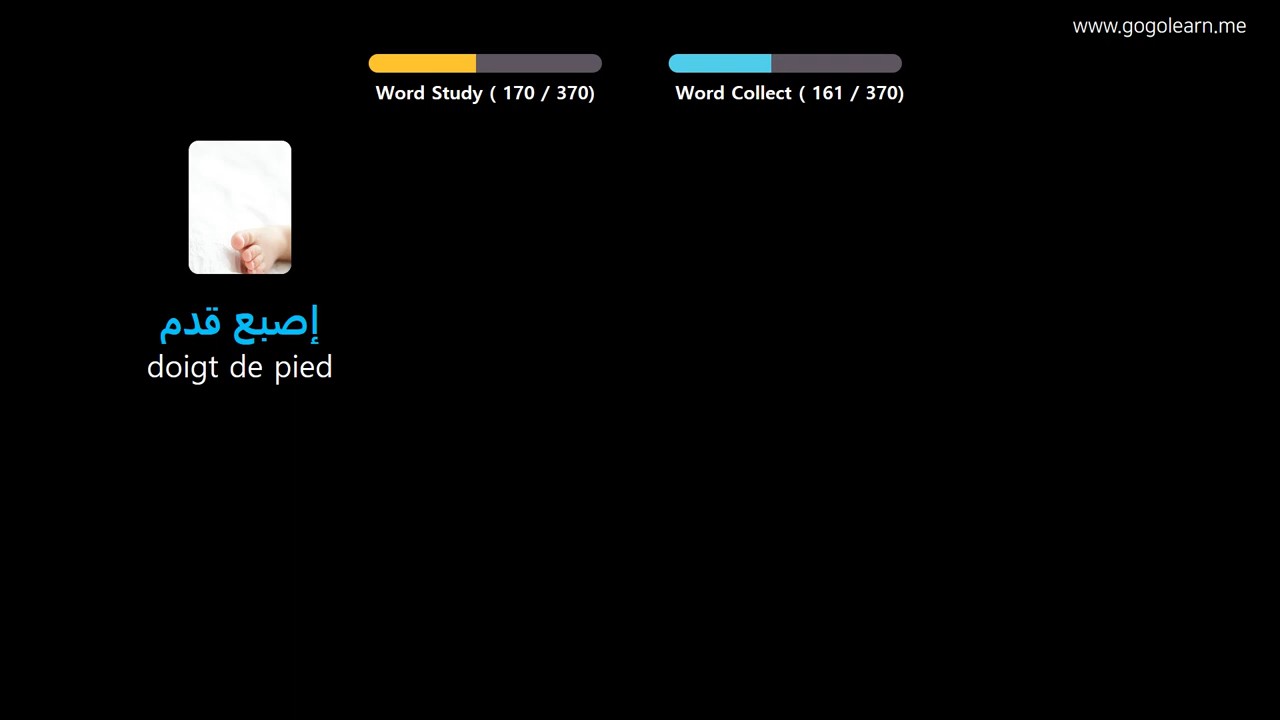 www.gogolearn.me
Word Study ( 170 / 370)
Word Collect ( 161 / 370)
إصبع قدم
doigt de pied